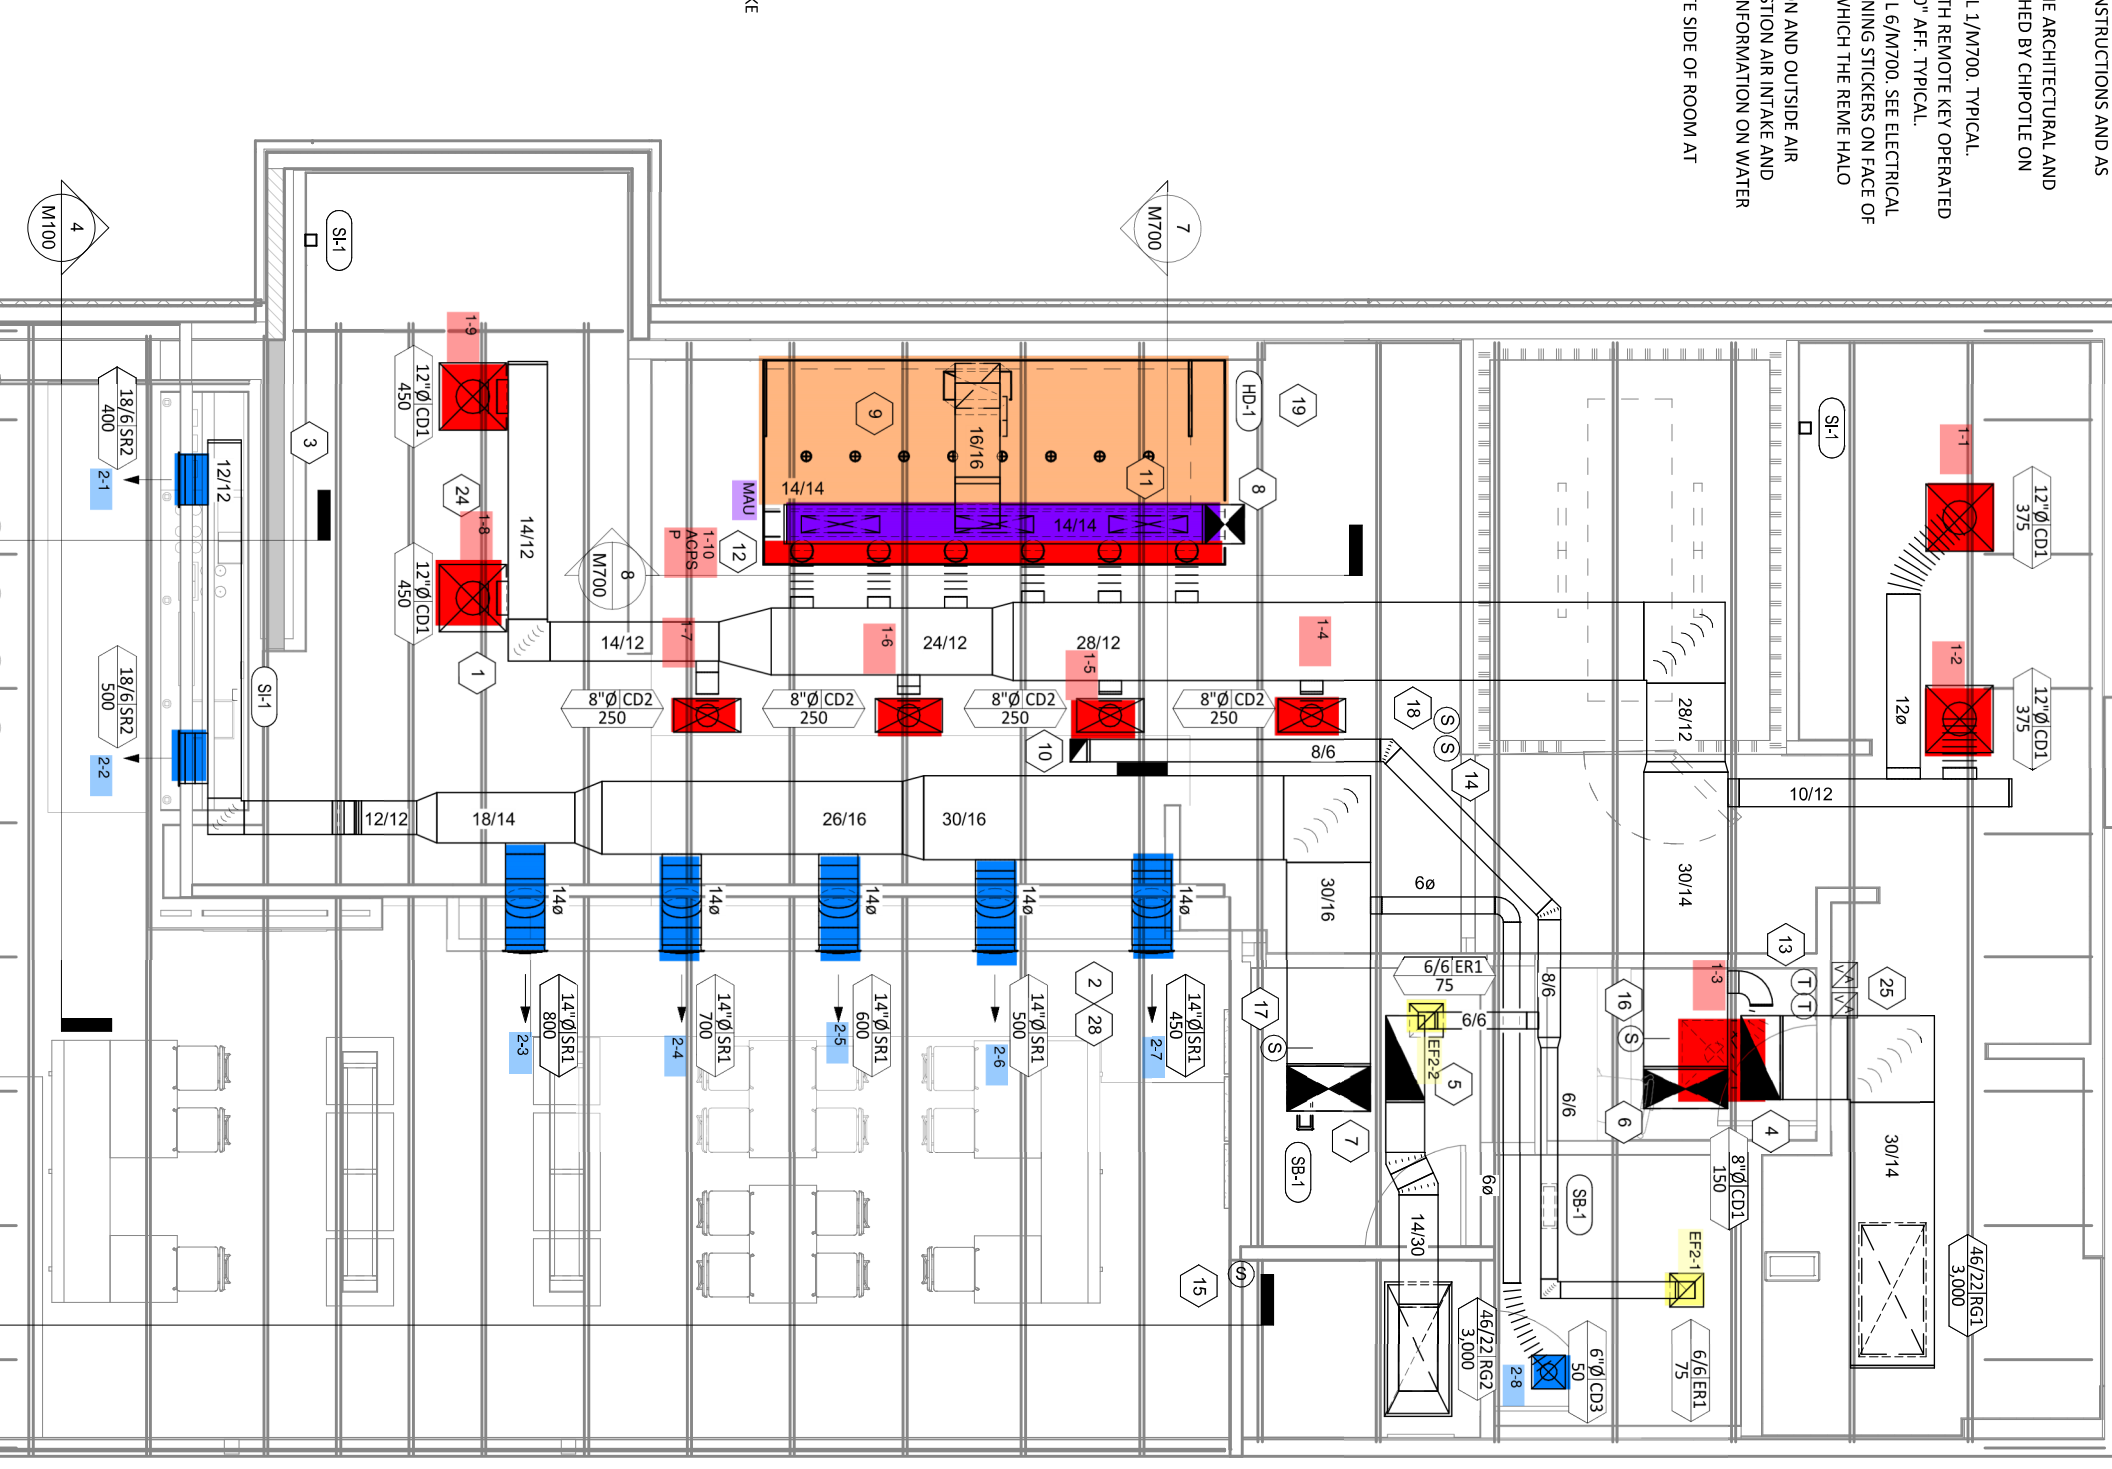 NSTRUCTIONS AND AS
E ARCHITECTURAL AND
HED BY CHIPOTLE ON
L 1/M700. TYPICAL.
TH REMOTE KEY OPERATED
0" AFF. TYPICAL.
L 6/M700. SEE ELECTRICAL
NING STICKERS ON FACE OF
WHICH THE REME HALO
ON AND OUTSIDE AIR
STION AIR INTAKE AND
NFORMATION ON WATER
TE SIDE OF ROOM AT
KE
4
M100
SI-1
7
M700
1-9
12"Ø CD1
450
18/6 SR2
400
2-1
12/12
3
24
1-8
14/12
12"Ø CD1
450
9
16/16
HD-1
19
11
8
14/14
MAU
14/14
1-10
ACPS
P
12
8
M700
SI-1
1-1
12"Ø CD1
375
1-2
12"Ø CD1
375
12ø
10/12
14/12
1-7
1-6
24/12
28/12
1-5
1-4
1
8"Ø CD2
250
8"Ø CD2
250
8"Ø CD2
250
8"Ø CD2
250
18
S
S
10
8/6
14
28/12
18/6 SR2
500
2-2
SI-1
12/12
18/14
26/16
30/16
30/16
6ø
30/14
14ø
14ø
14ø
14ø
14ø
14"Ø SR1
800
2-3
14"Ø SR1
700
2-4
14"Ø SR1
600
2-5
14"Ø SR1
500
2-6
2
28
14"Ø SR1
450
2-7
17
S
6/6 ER1
75
6/6
8/6
EF2-2
5
16
S
1-3
13
T
T
V A
V A
25
6/6
6
4
7
SB-1
8"Ø CD1
150
30/14
6ø
SB-1
14/30
15
S
46/22 RG2
3,000
EF2-1
46/22 RG1
3,000
2-8
6"Ø CD3
50
6/6 ER1
75